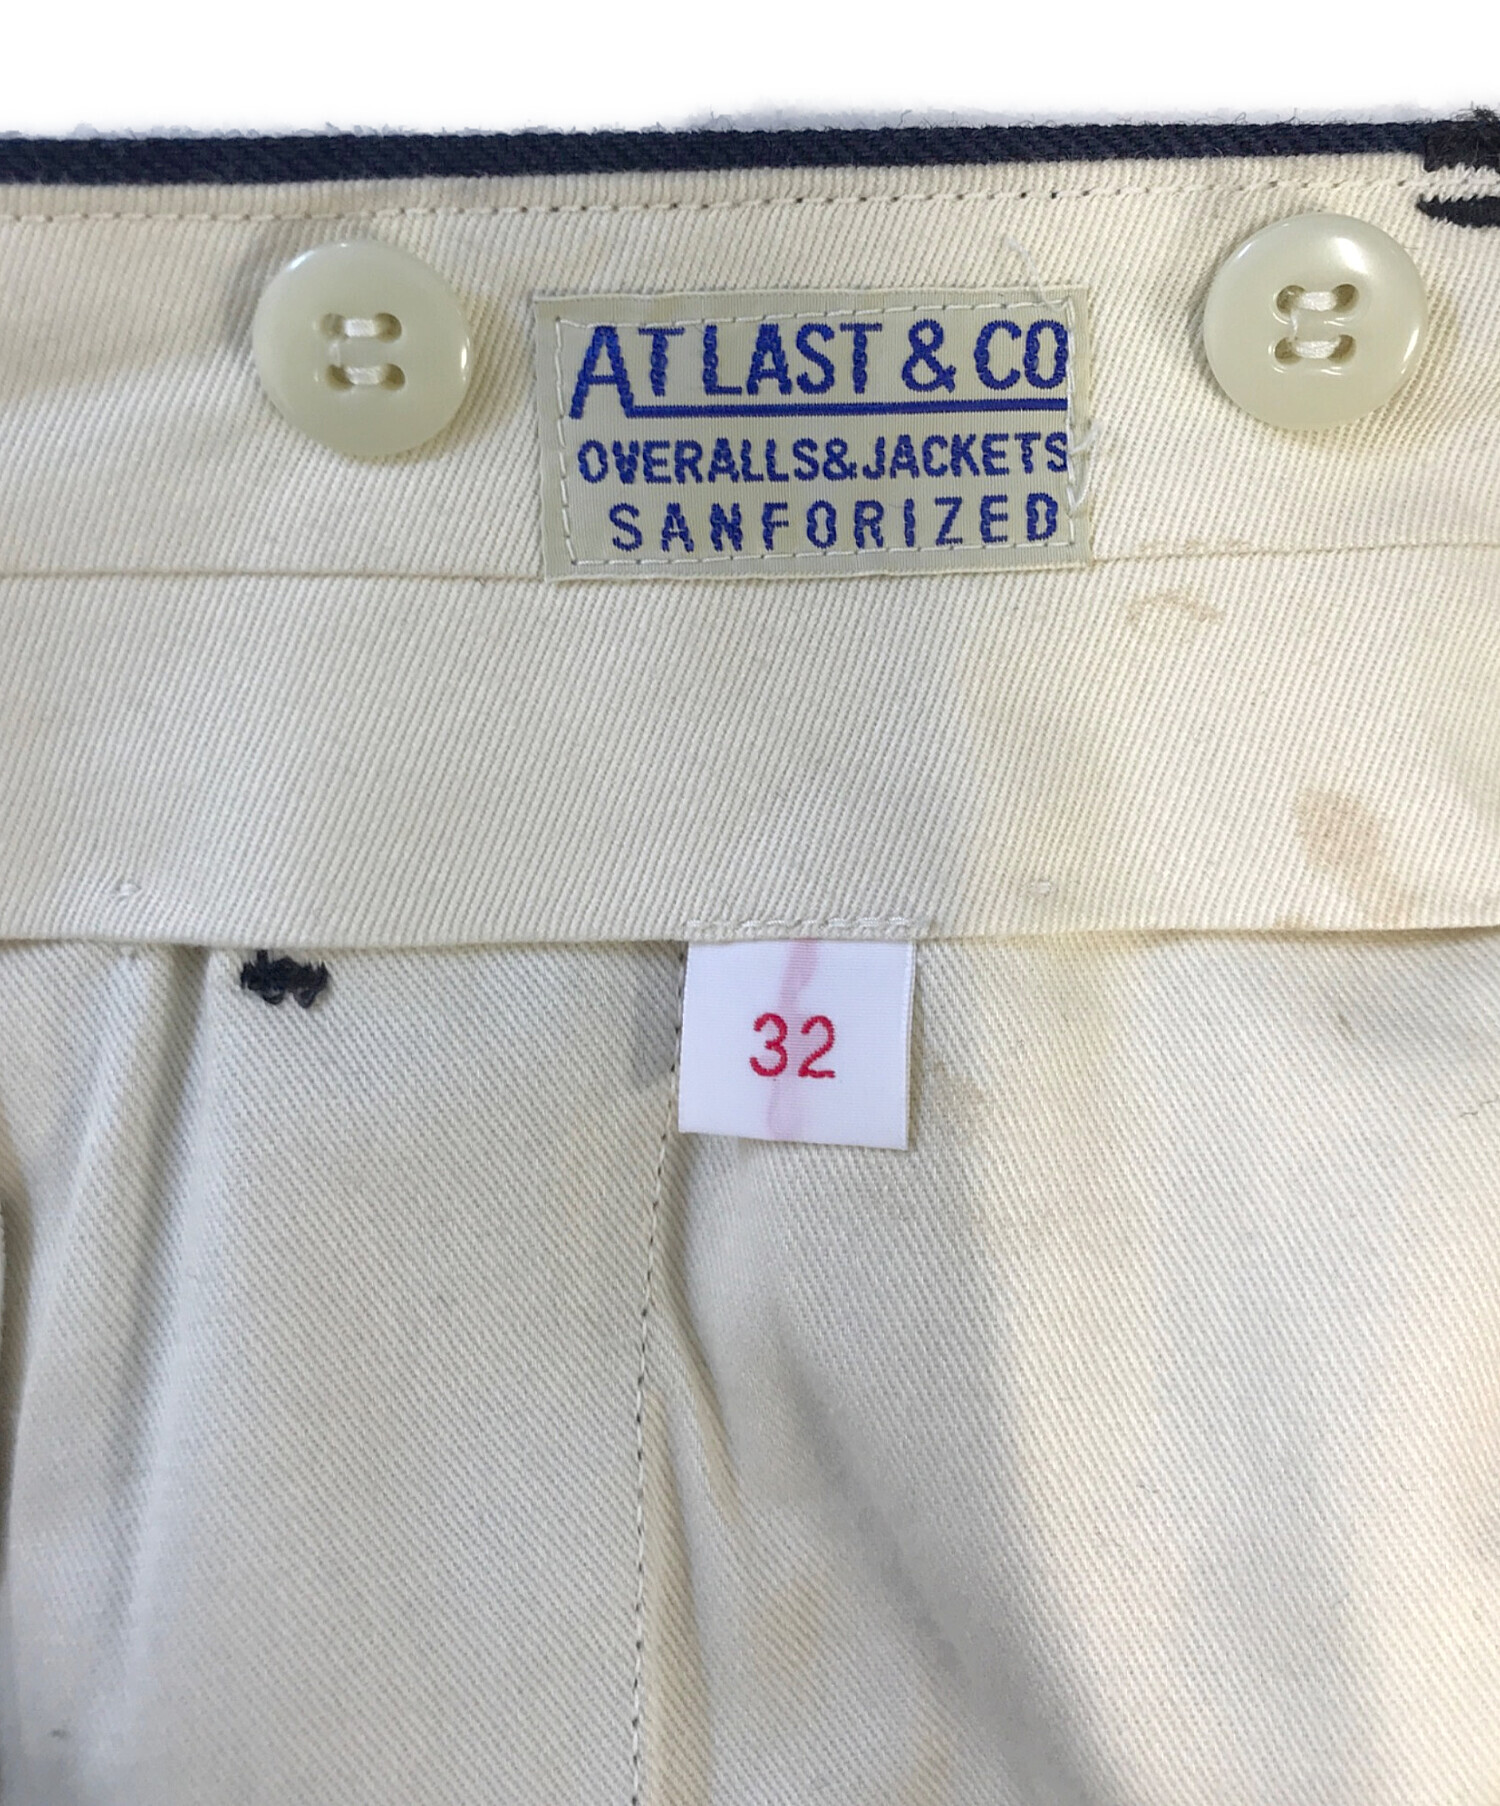 AT LAST & CO
OVERALLS&JACKETS
SANFORIZED
32